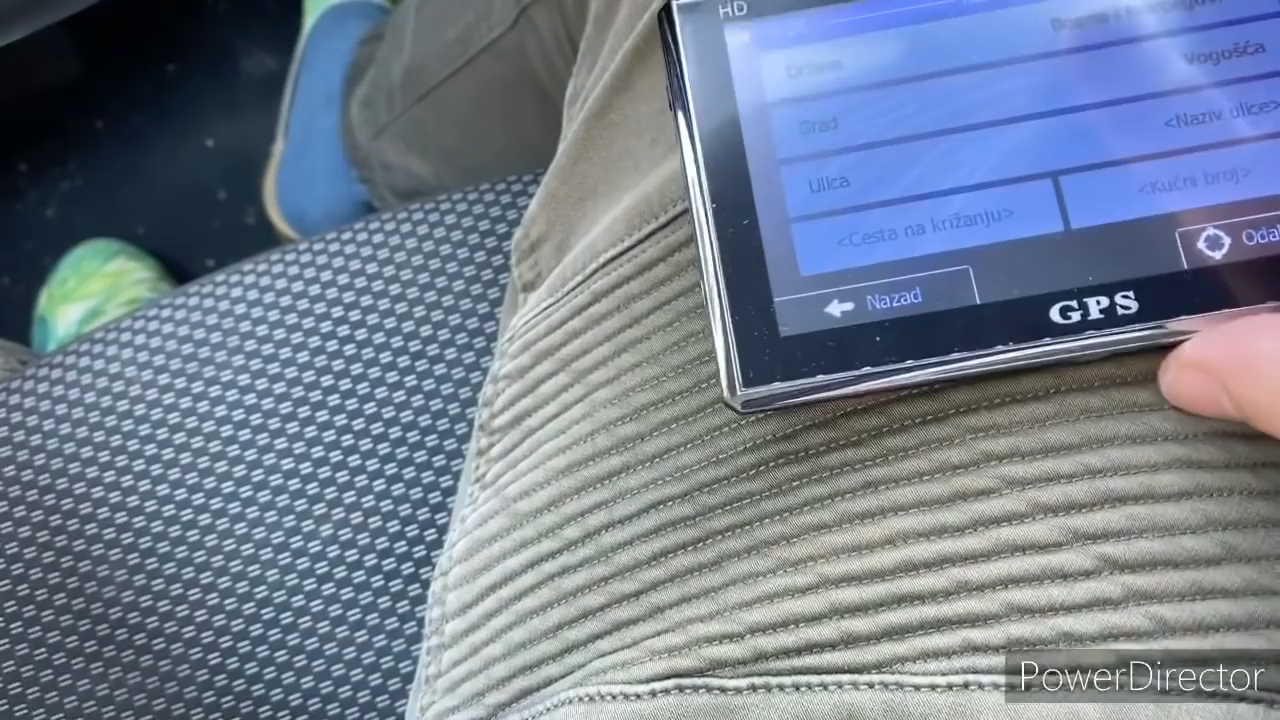 HD
Vogošća
Grad
<Naziv ulice>
Ulica
<Kućni broj>
<Cesta na križanju>
Nazad
GPS
PowerDirector